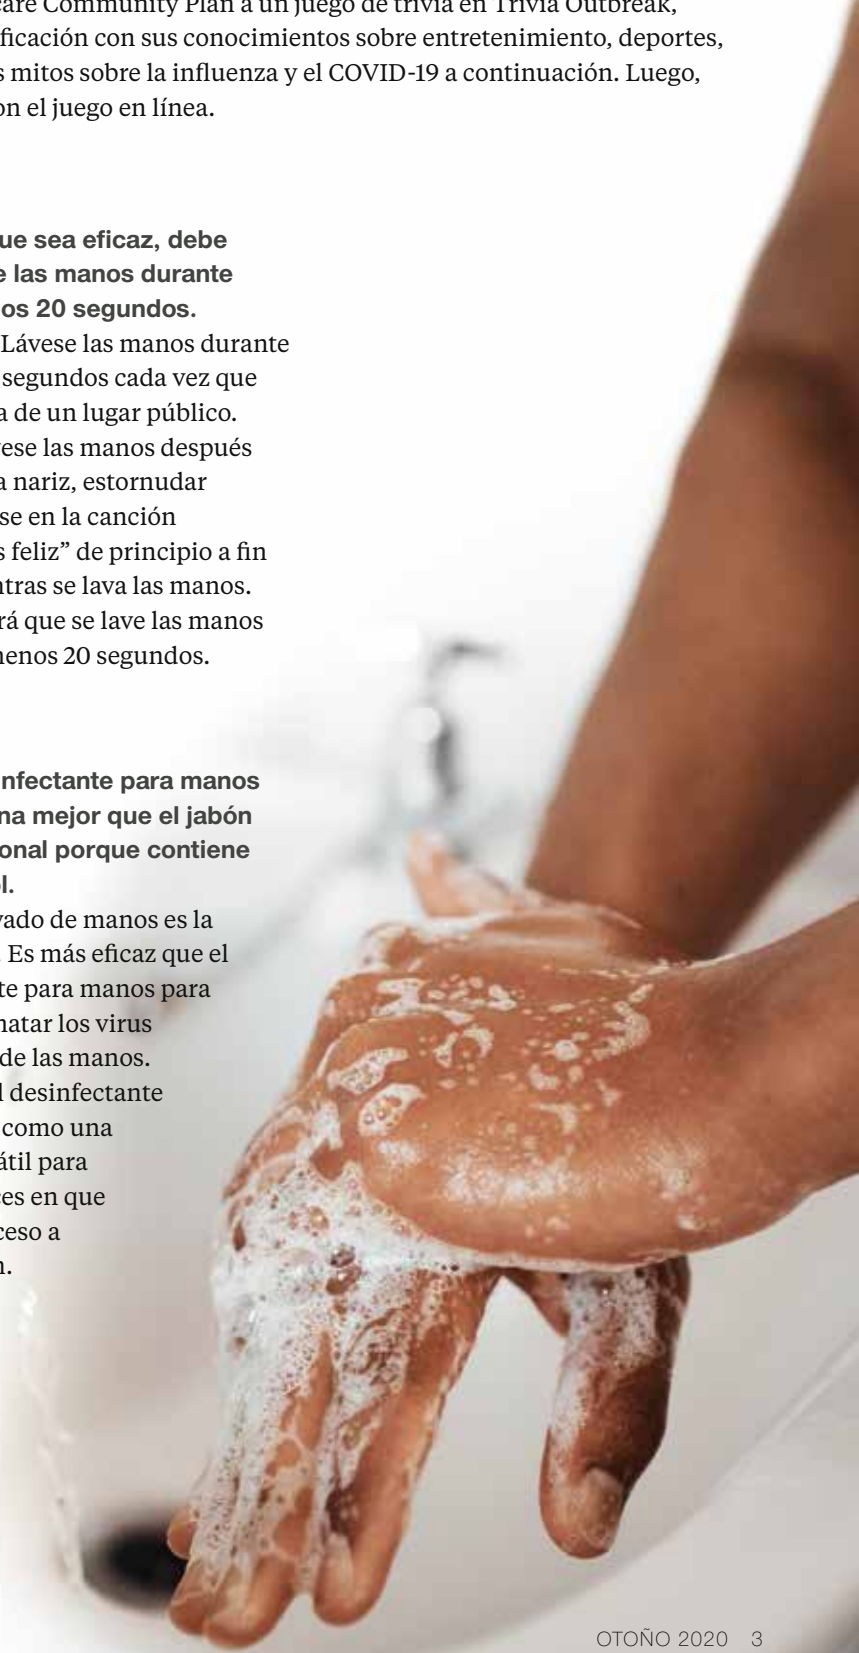 care Community Plan a un juego de trivia en Trivia Outbreak,
ficación con sus conocimientos sobre entretenimiento, deportes,
s mitos sobre la influenza y el COVID-19 a continuación. Luego,
on el juego en línea.
ue sea eficaz, debe
e las manos durante
os 20 segundos.
Lávese las manos durante
segundos cada vez que
a de un lugar público.
vese las manos después
a nariz, estornudar
se en la canción
s feliz” de principio a fin
ntras se lava las manos.
rá que se lave las manos
menos 20 segundos.
infectante para manos
na mejor que el jabón
onal porque contiene
l.
vado de manos es la
. Es más eficaz que el
te para manos para
matar los virus
de las manos.
l desinfectante
como una
átil para
ces en que
ceso a
n.
OTOÑO 2020 3